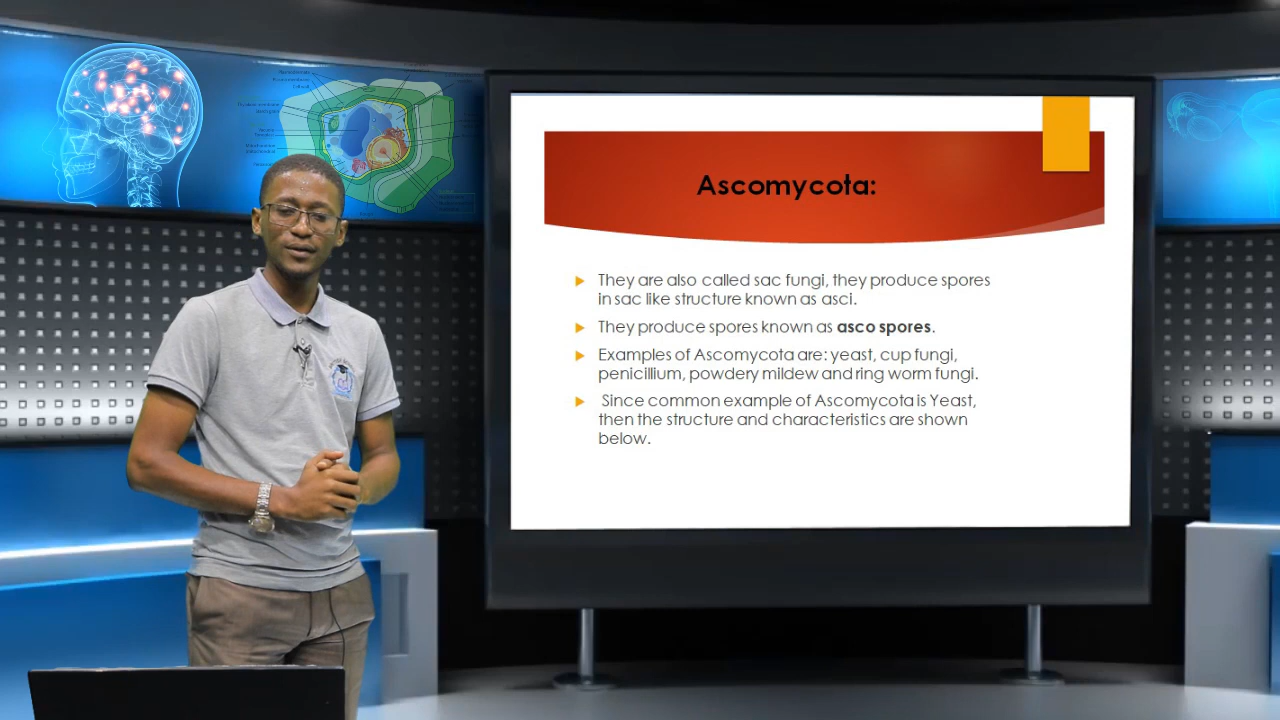 Ascomycota:
They are also called sac fungi, they produce spores
in sac like structure known as asci.
They produce spores known as asco spores.
Examples of Ascomycota are: yeast, cup fungi,
penicillium, powdery mildew and ring worm fungi.
Since common example of Ascomycota is Yeast,
then the structure and characteristics are shown
below.